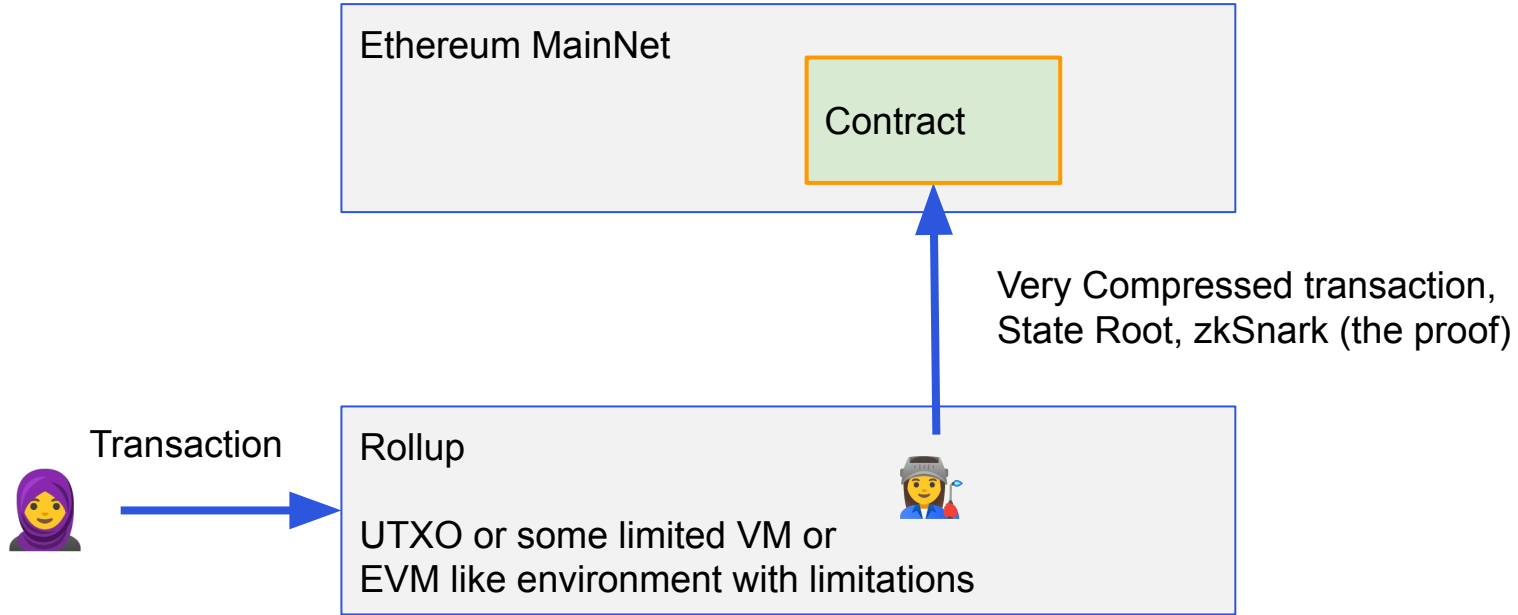 Ethereum MainNet
Contract
Very Compressed transaction,
State Root, zkSnark (the proof)
Transaction
Rollup
UTXO or some limited VM or
EVM like environment with limitations